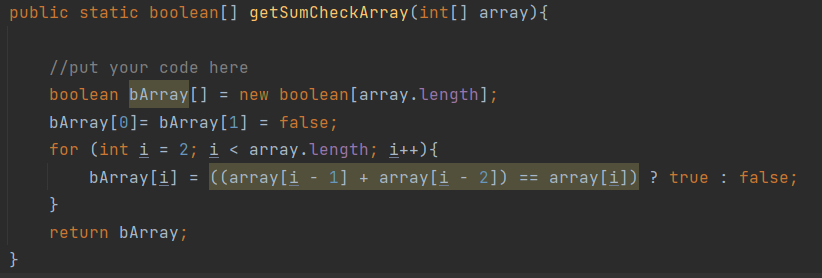 public static boolean[] getSumCheckArray(int[] array){
//put your code here
boolean bArray[] = new boolean[array.length];
bArray[0]= bArray[1] = false;
for (int i = 2; i < array.length; i++){
bArray[i] = ((array[i - 1] + array[i - 2]) == array[i]) ? true : false;
}
return bArray;
}